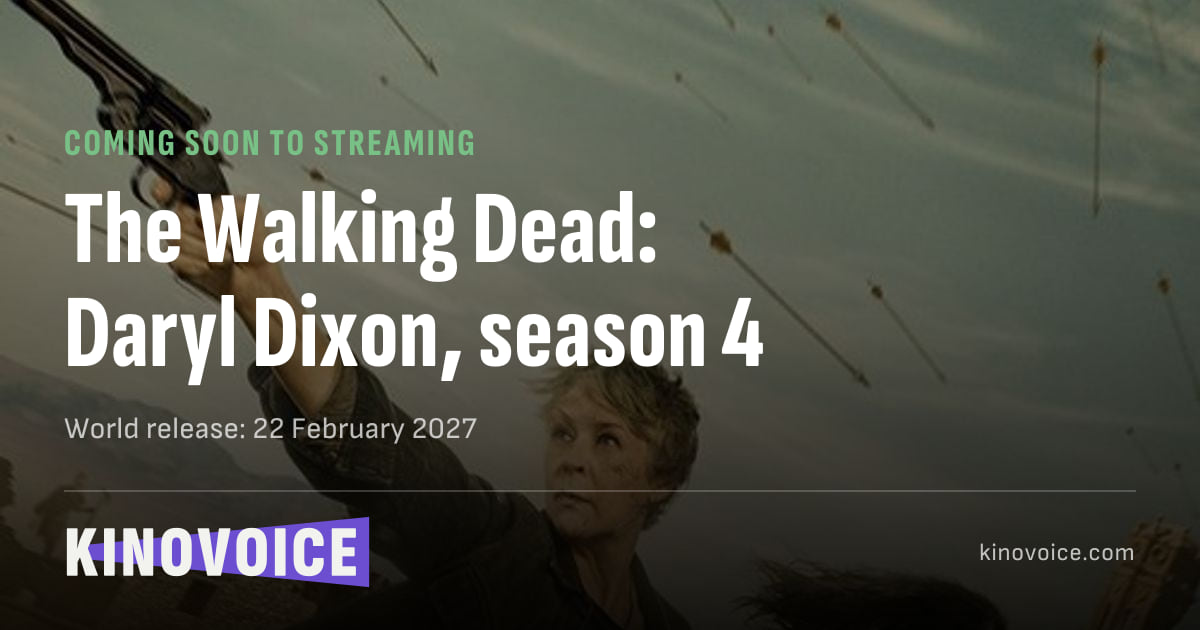 COMING SOON TO STREAMING
The Walking Dead:
Daryl Dixon, season 4
World release: 22 February 2027
KINOVOICE
kinovoice.com